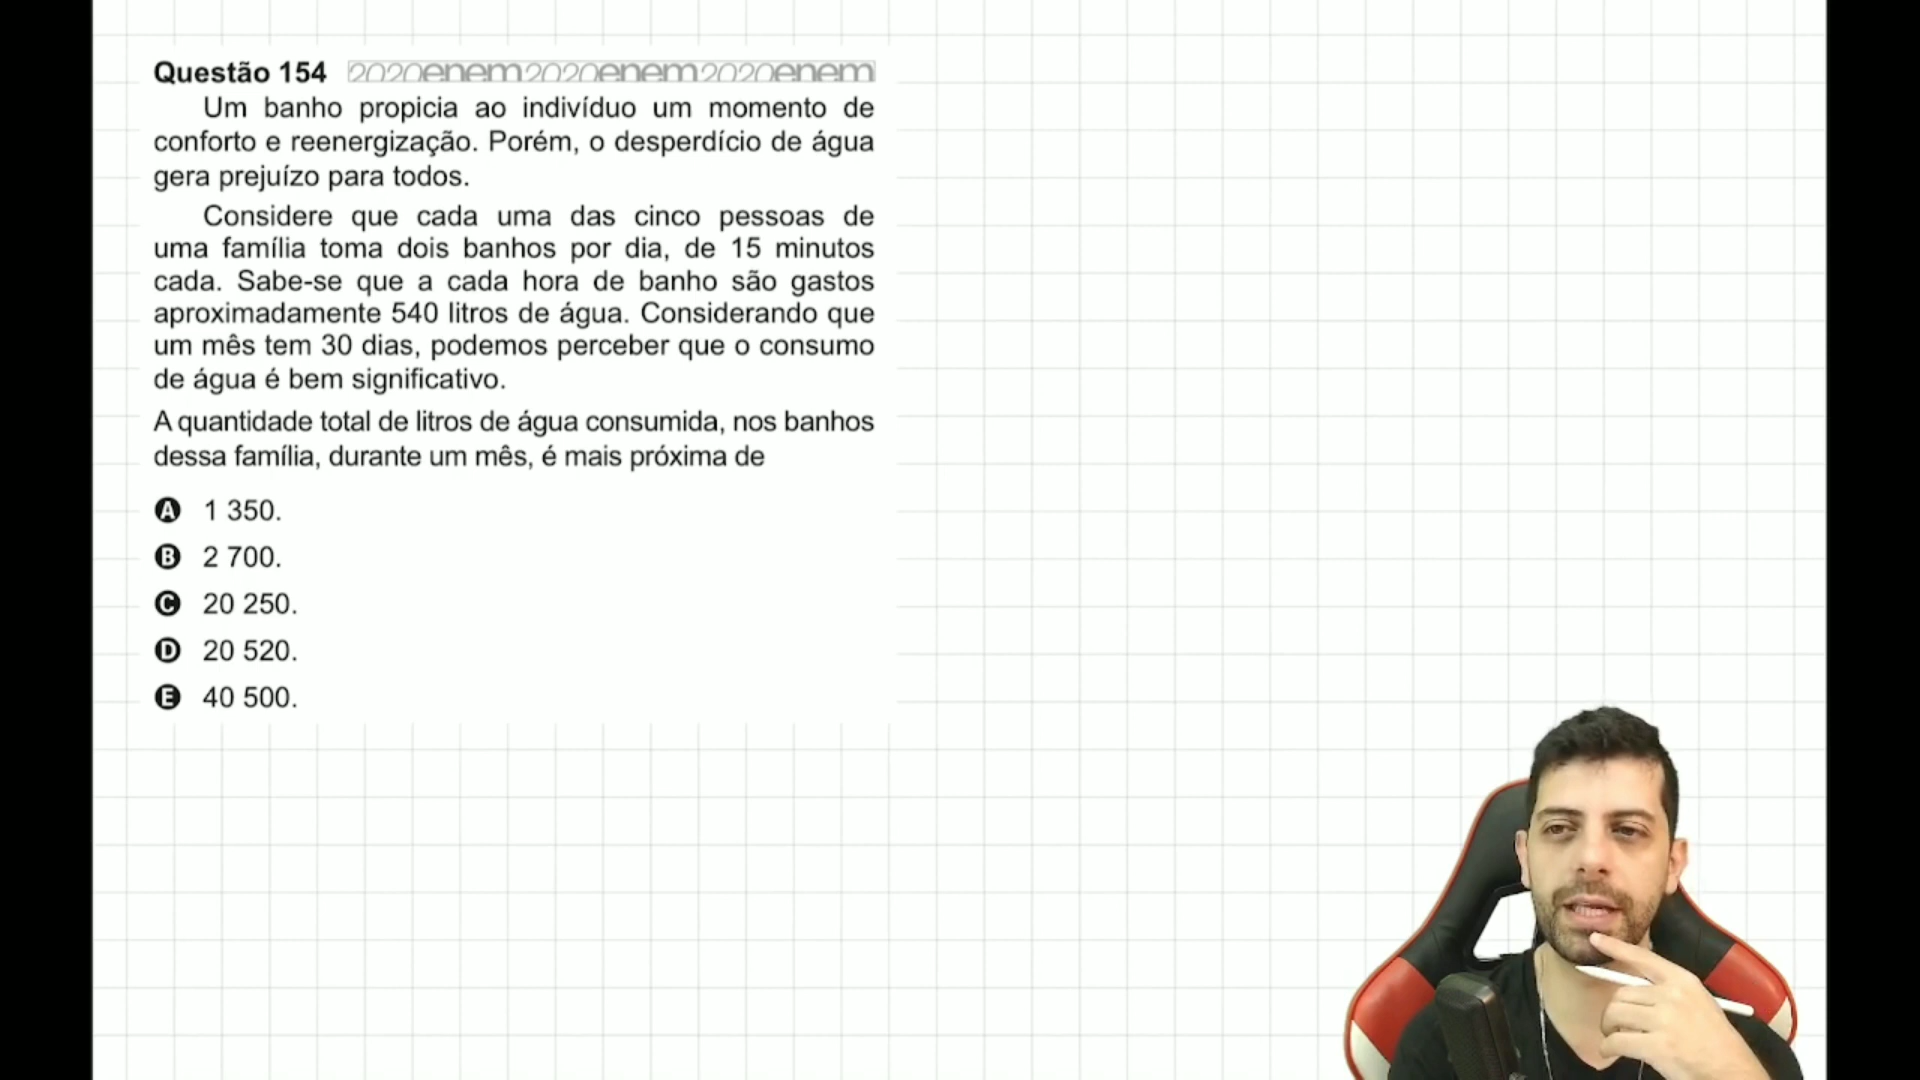 Questão 154 2020enem2020enem2020enem
Um banho propicia ao indivíduo um momento de
conforto e reenergização. Porém, o desperdício de água
gera prejuízo para todos.
Considere que cada uma das cinco pessoas de
uma família toma dois banhos por dia, de 15 minutos
cada. Sabe-se que a cada hora de banho são gastos
aproximadamente 540 litros de água. Considerando que
um mês tem 30 dias, podemos perceber que o consumo
de água é bem significativo.
A quantidade total de litros de água consumida, nos banhos
dessa família, durante um mês, é mais próxima de
A 1 350.
B 2 700.
C 20 250.
D 20 520.
E 40 500.